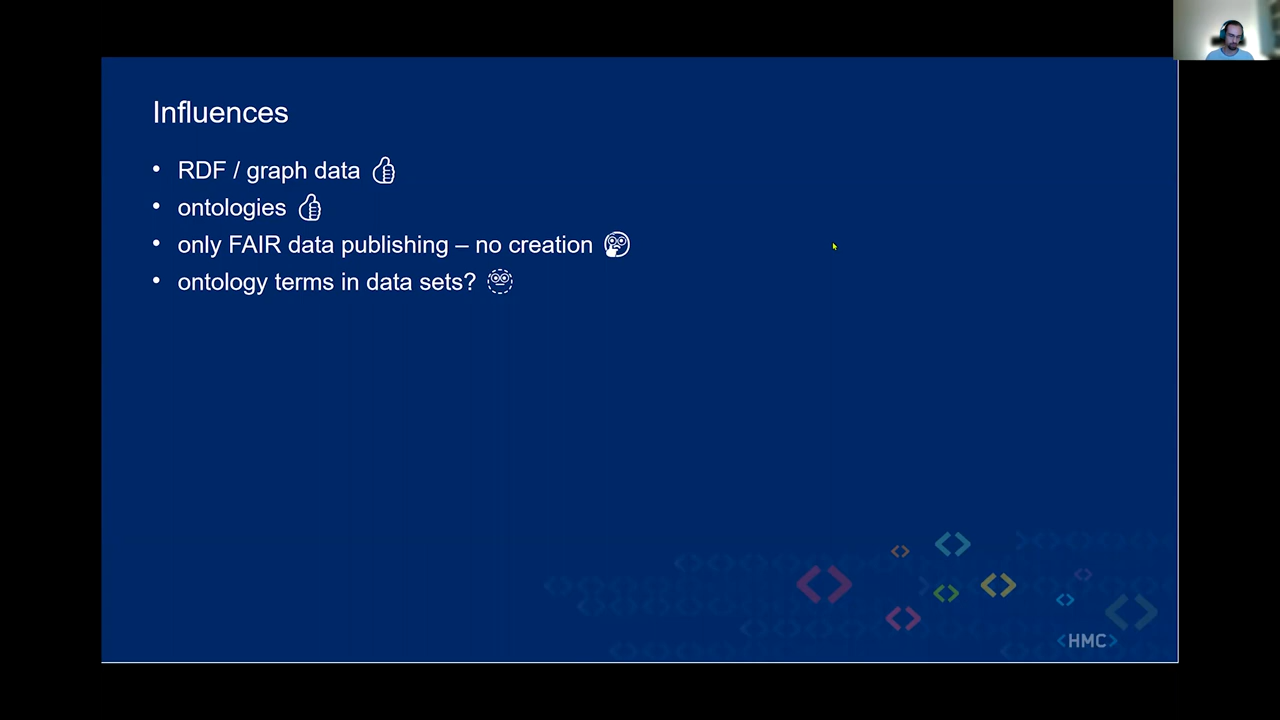 Influences
• RDF / graph data 👍
• ontologies 👍
• only FAIR data publishing – no creation
• ontology terms in data sets?
<HMC>